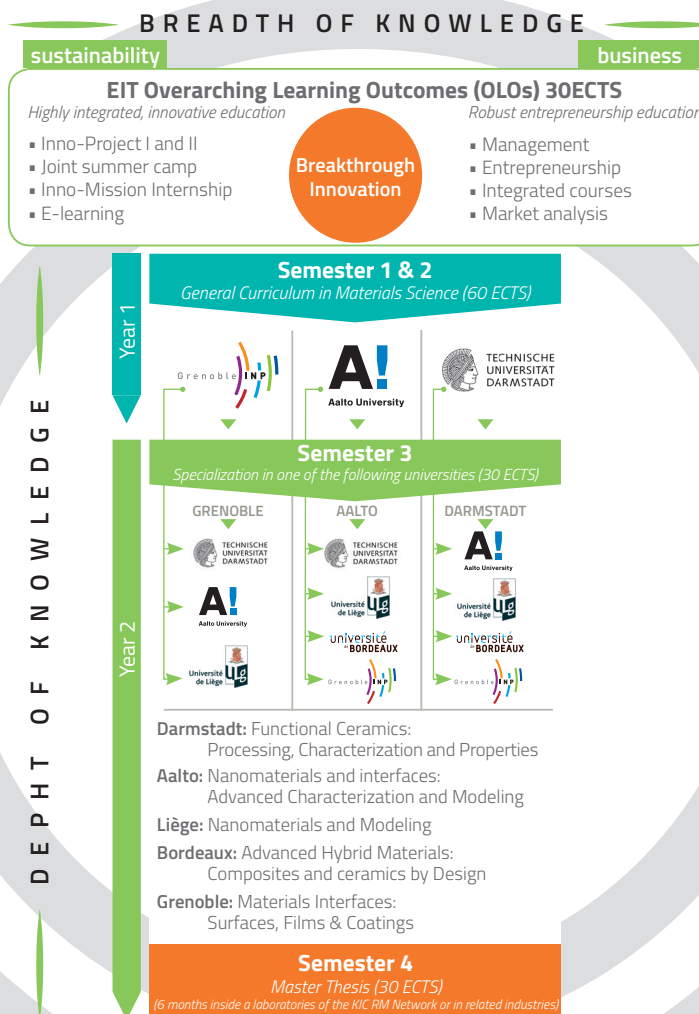 BREADTH OF KNOWLEDGE
sustainability
business
EIT Overarching Learning Outcomes (OLOs) 30ECTS
Highly integrated, innovative education
▪ Inno-Project I and II
▪ Joint summer camp
▪ Inno-Mission Internship
▪ E-learning
Breakthrough
Innovation
Robust entrepreneurship education
▪ Management
▪ Entrepreneurship
▪ Integrated courses
▪ Market analysis
DEPHT OF KNOWLEDGE
Year 1
Semester 1 & 2
General Curriculum in Materials Science (60 ECTS)
Grenoble INP
A!
Aalto University
TECHNISCHE
UNIVERSITÄT
DARMSTADT
Year 2
Semester 3
Specialization in one of the following universities (30 ECTS)
GRENOBLE
TECHNISCHE
UNIVERSITÄT
DARMSTADT
A!
Aalto University
Université
de Liège
ULg
AALTO
TECHNISCHE
UNIVERSITÄT
DARMSTADT
Université
de Liège
ULg
université
de BORDEAUX
Grenoble INP
DARMSTADT
A!
Aalto University
Université
de Liège
ULg
université
de BORDEAUX
Grenoble INP
Darmstadt: Functional Ceramics:
Processing, Characterization and Properties
Aalto: Nanomaterials and interfaces:
Advanced Characterization and Modeling
Liège: Nanomaterials and Modeling
Bordeaux: Advanced Hybrid Materials:
Composites and ceramics by Design
Grenoble: Materials Interfaces:
Surfaces, Films & Coatings
Semester 4
Master Thesis (30 ECTS)
(6 months inside a laboratories of the KIC RM Network or in related industries)